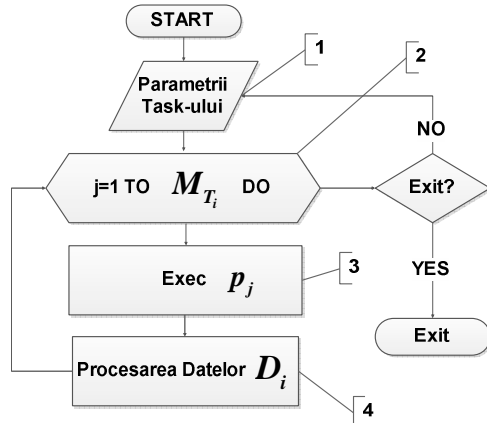 START
1
Parametrii
Task-ului
2
NO
j=1 TO M_{T_i} DO
Exit?
Exec p_j
3
YES
Exit
Procesarea Datelor D_i
4